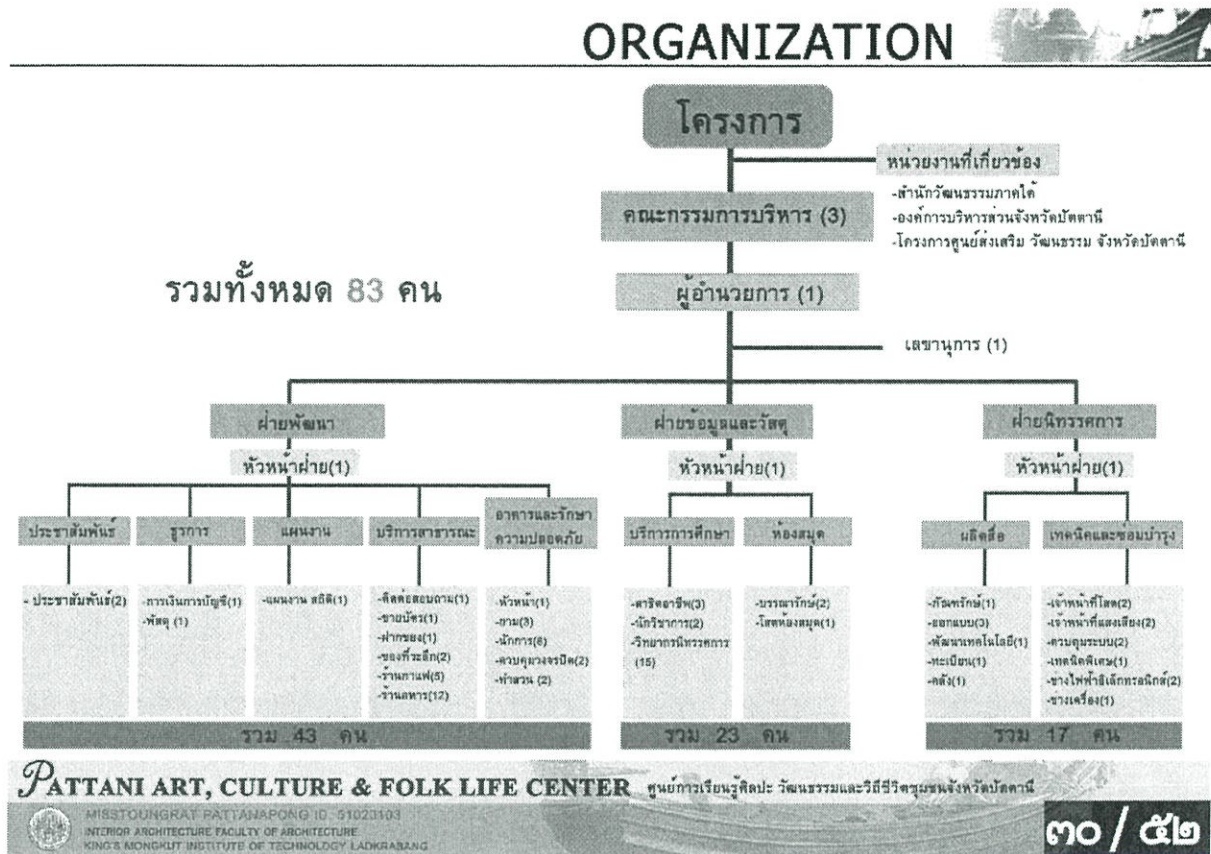 ORGANIZATION
โครงการ
หน่วยงานที่เกี่ยวข้อง
-สำนักวัฒนธรรมภาคใต้
-องค์การบริหารส่วนจังหวัดปัตตานี
-โครงการศูนย์ส่งเสริม วัฒนธรรม จังหวัดปัตตานี
คณะกรรมการบริหาร (3)
รวมทั้งหมด 83 คน
ผู้อำนวยการ (1)
เลขานุการ (1)
ฝ่ายพัฒนา
หัวหน้าฝ่าย(1)
ประชาสัมพันธ์
- ประชาสัมพันธ์(2)
ธุรการ
-การเงินการบัญชี(1)
-พัสดุ (1)
แผนงาน
-แผนงาน สถิติ(1)
บริการสาธารณะ
-ติดต่อสอบถาม(1)
-ขายบัตร(1)
-ฝากของ(1)
-ของที่ระลึก(2)
-ร้านกาแฟ(5)
-ร้านอาหาร(12)
อาคารและรักษา
ความปลอดภัย
-หัวหน้า(1)
-ยาม(3)
-นักการ(6)
-ควบคุมวงจรปิด(2)
-ทำสวน (2)
รวม 43 คน
ฝ่ายข้อมูลและวัสดุ
หัวหน้าฝ่าย(1)
บริการการศึกษา
-สาธิตอาชีพ(3)
-นักวิชาการ(2)
-วิทยากรนิทรรศการ
(15)
ห้องสมุด
-บรรณารักษ์(2)
-โสตห้องสมุด(1)
รวม 23 คน
ฝ่ายนิทรรศการ
หัวหน้าฝ่าย(1)
ผลิตสื่อ
-ภัณฑรักษ์(1)
-ออกแบบ(3)
-พัฒนาเทคโนโลยี(1)
-ทะเบียน(1)
-คลัง(1)
เทคนิคและซ่อมบำรุง
-เจ้าหน้าที่โสต(2)
-เจ้าหน้าที่แสงเสียง(2)
-ควบคุมระบบ(2)
-เทคนิคพิเศษ(1)
-ช่างไฟฟ้าอิเล็กทรอนิกส์(2)
-ช่างเครื่อง(1)
รวม 17 คน
PATTANI ART, CULTURE & FOLK LIFE CENTER ศูนย์การเรียนรู้ศิลปะ วัฒนธรรมและวิถีชีวิตชุมชนจังหวัดปัตตานี
MISSTOUNGRAT PATTANAPONG ID. 51023103
INTERIOR ARCHITECTURE FACULTY OF ARCHITECTURE
KING'S MONGKUT INSTITUTE OF TECHNOLOGY LADKRABANG
๓๐ / ๕๒